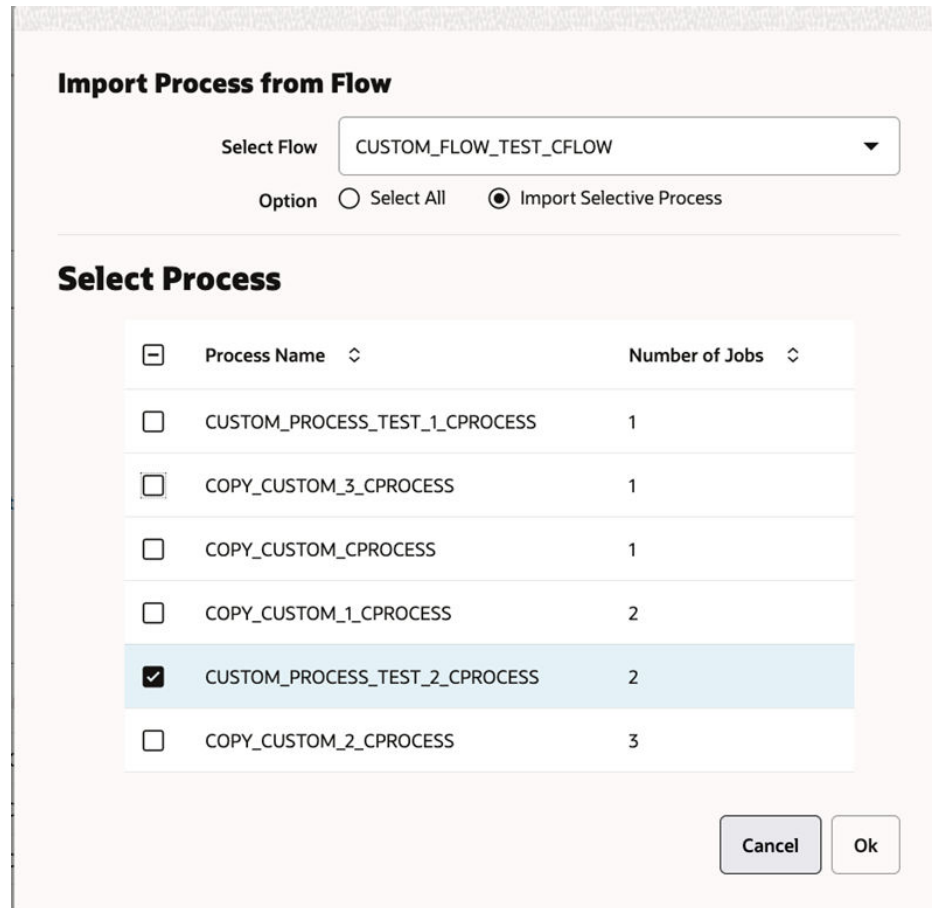 Import Process from Flow
Select Flow CUSTOM_FLOW_TEST_CFLOW
Option Select All Import Selective Process
Select Process
Process Name Number of Jobs
CUSTOM_PROCESS_TEST_1_CPROCESS 1
COPY_CUSTOM_3_CPROCESS 1
COPY_CUSTOM_CPROCESS 1
COPY_CUSTOM_1_CPROCESS 2
CUSTOM_PROCESS_TEST_2_CPROCESS 2
COPY_CUSTOM_2_CPROCESS 3
Cancel Ok